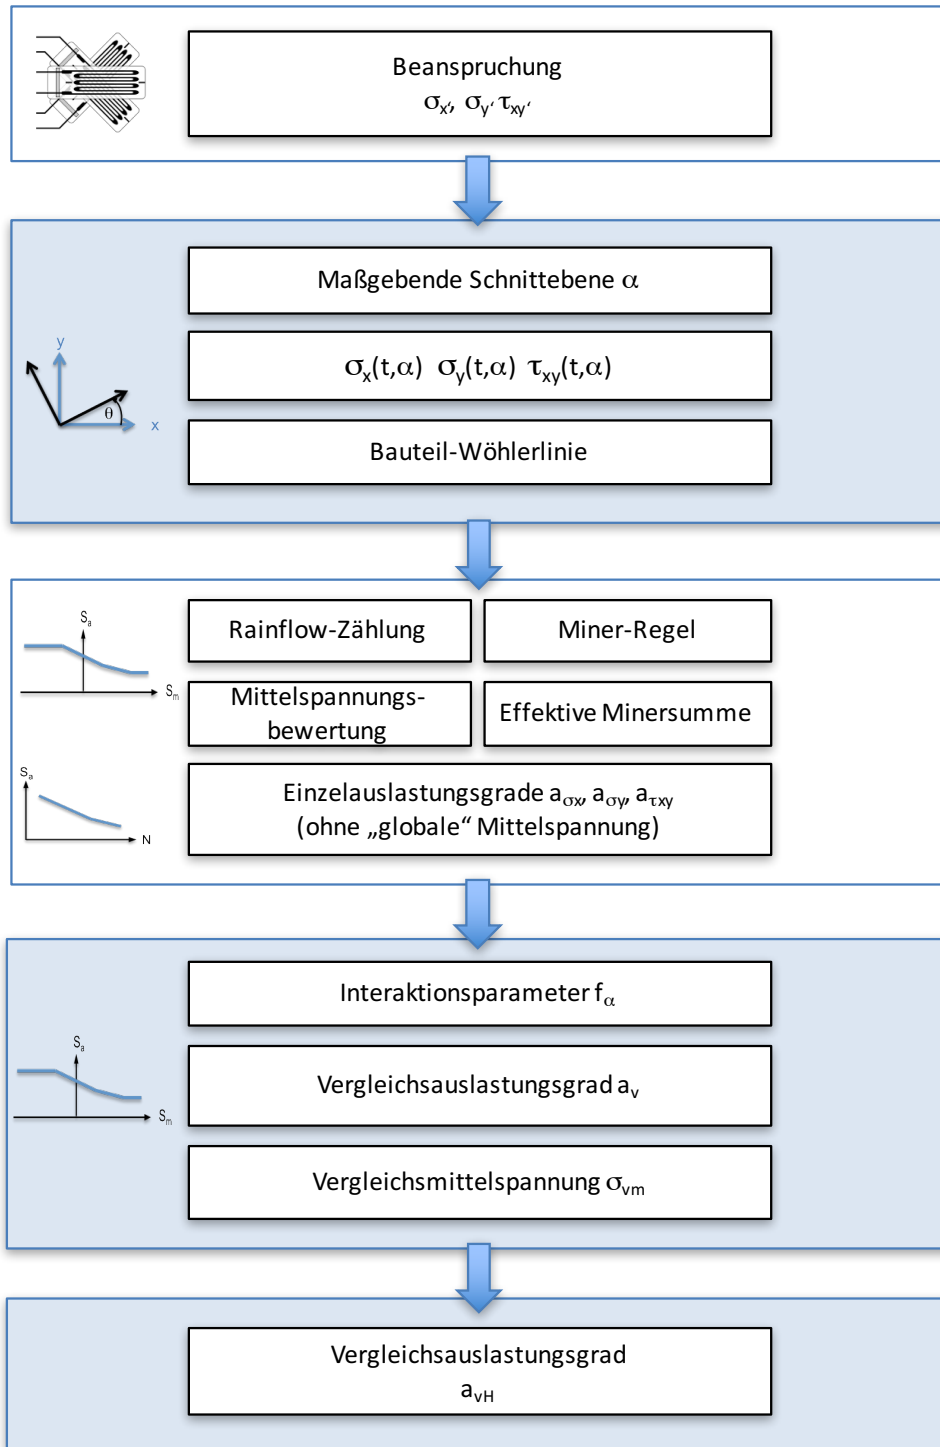 Beanspruchung
σx‘, σy‘ τxy‘
Maßgebende Schnittebene α
y
θ
x
σx(t,α) σy(t,α) τxy(t,α)
Bauteil-Wöhlerlinie
Sa
Sm
Rainflow-Zählung
Miner-Regel
Mittelspannungs-
bewertung
Effektive Minersumme
Sa
N
Einzelauslastungsgrade aσx, aσy, aτxy
(ohne „globale“ Mittelspannung)
Interaktionsparameter fα
Sa
Sm
Vergleichsauslastungsgrad av
Vergleichsmittelspannung σvm
Vergleichsauslastungsgrad
avH